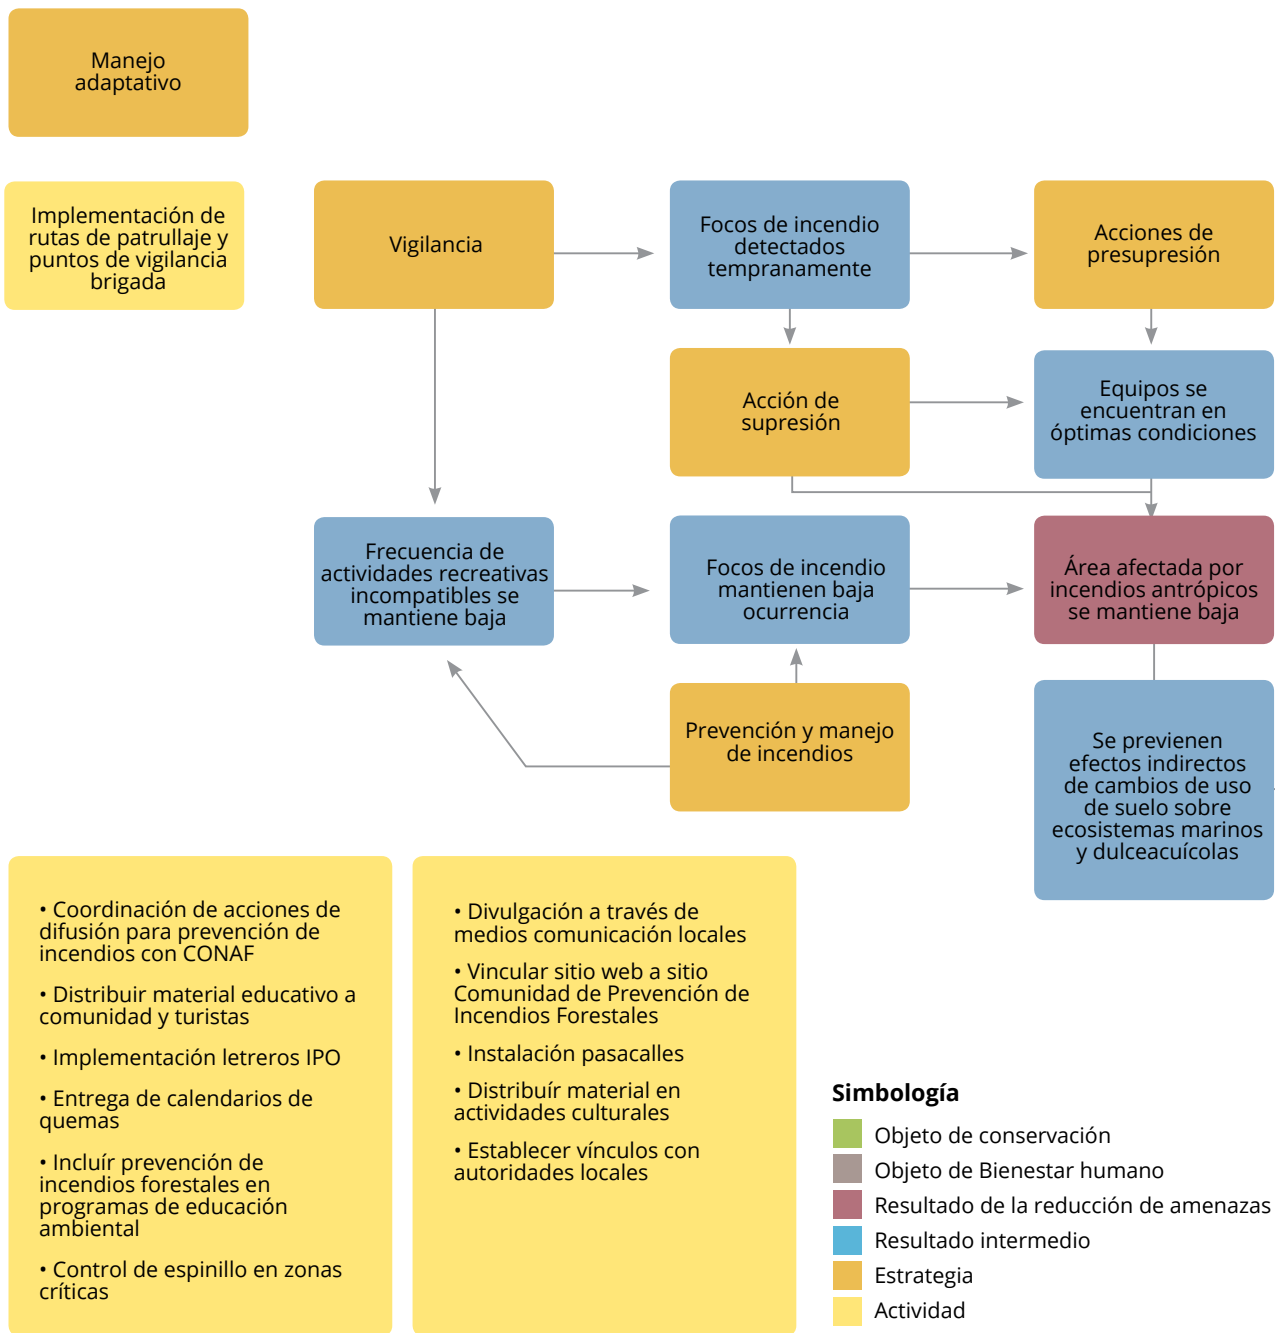 Manejo
adaptativo
Implementación de
rutas de patrullaje y
puntos de vigilancia
brigada
Vigilancia
Focos de incendio
detectados
tempranamente
Acciones de
presupresión
Acción de
supresión
Equipos se
encuentran en
óptimas condiciones
Frecuencia de
actividades recreativas
incompatibles se
mantiene baja
Focos de incendio
mantienen baja
ocurrencia
Área afectada por
incendios antrópicos
se mantiene baja
Prevención y manejo
de incendios
Se previenen
efectos indirectos
de cambios de uso
de suelo sobre
ecosistemas marinos
y dulceacuícolas
• Coordinación de acciones de
difusión para prevención de
incendios con CONAF
• Distribuir material educativo a
comunidad y turistas
• Implementación letreros IPO
• Entrega de calendarios de
quemas
• Incluír prevención de
incendios forestales en
programas de educación
ambiental
• Control de espinillo en zonas
críticas
• Divulgación a través de
medios comunicación locales
• Vincular sitio web a sitio
Comunidad de Prevención de
Incendios Forestales
• Instalación pasacalles
• Distribuír material en
actividades culturales
• Establecer vínculos con
autoridades locales
Simbología
Objeto de conservación
Objeto de Bienestar humano
Resultado de la reducción de amenazas
Resultado intermedio
Estrategia
Actividad